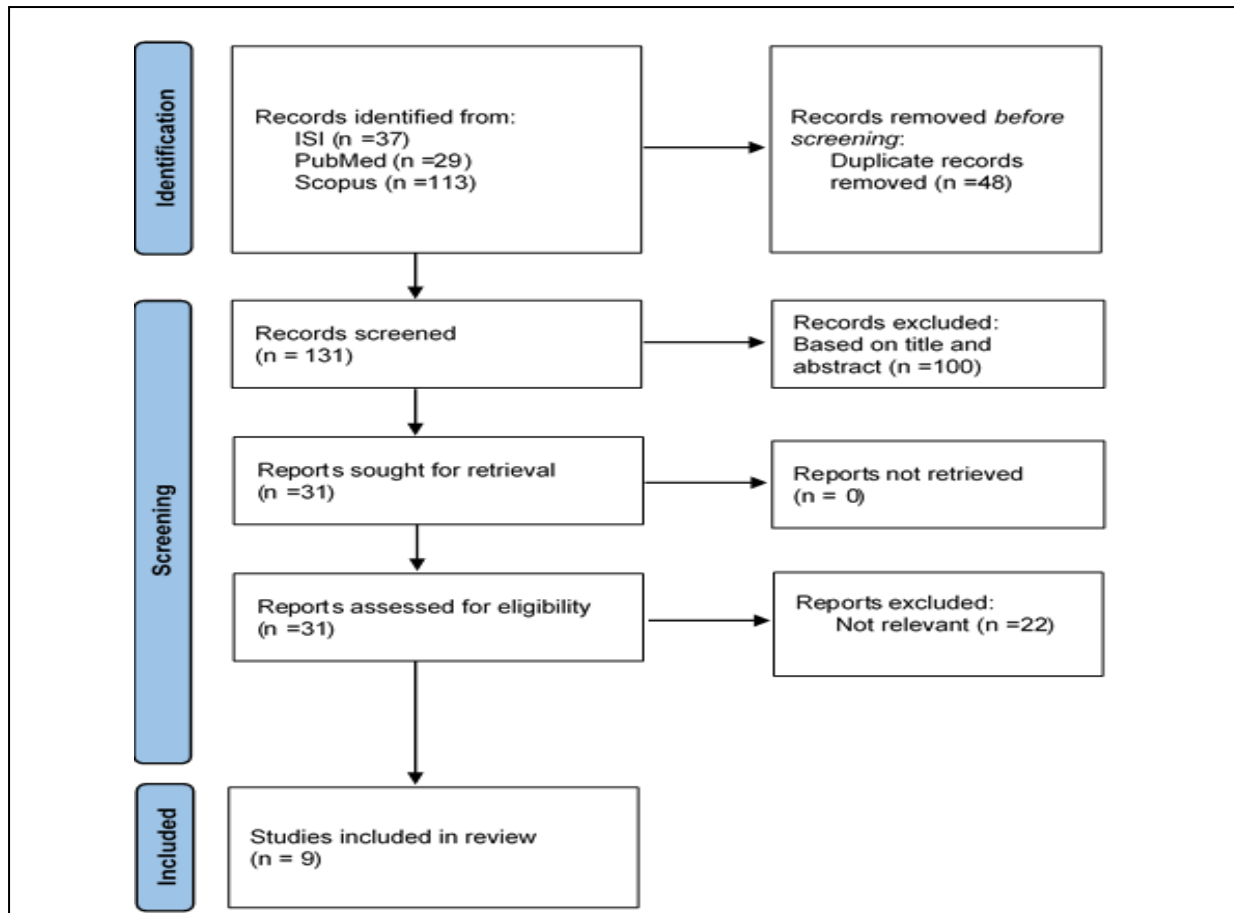 Identification
Records identified from:
ISI (n =37)
PubMed (n =29)
Scopus (n =113)
Records removed before
screening:
Duplicate records
removed (n =48)
Screening
Records screened
(n = 131)
Records excluded:
Based on title and
abstract (n =100)
Reports sought for retrieval
(n =31)
Reports not retrieved
(n = 0)
Reports assessed for eligibility
(n =31)
Reports excluded:
Not relevant (n =22)
Included
Studies included in review
(n = 9)